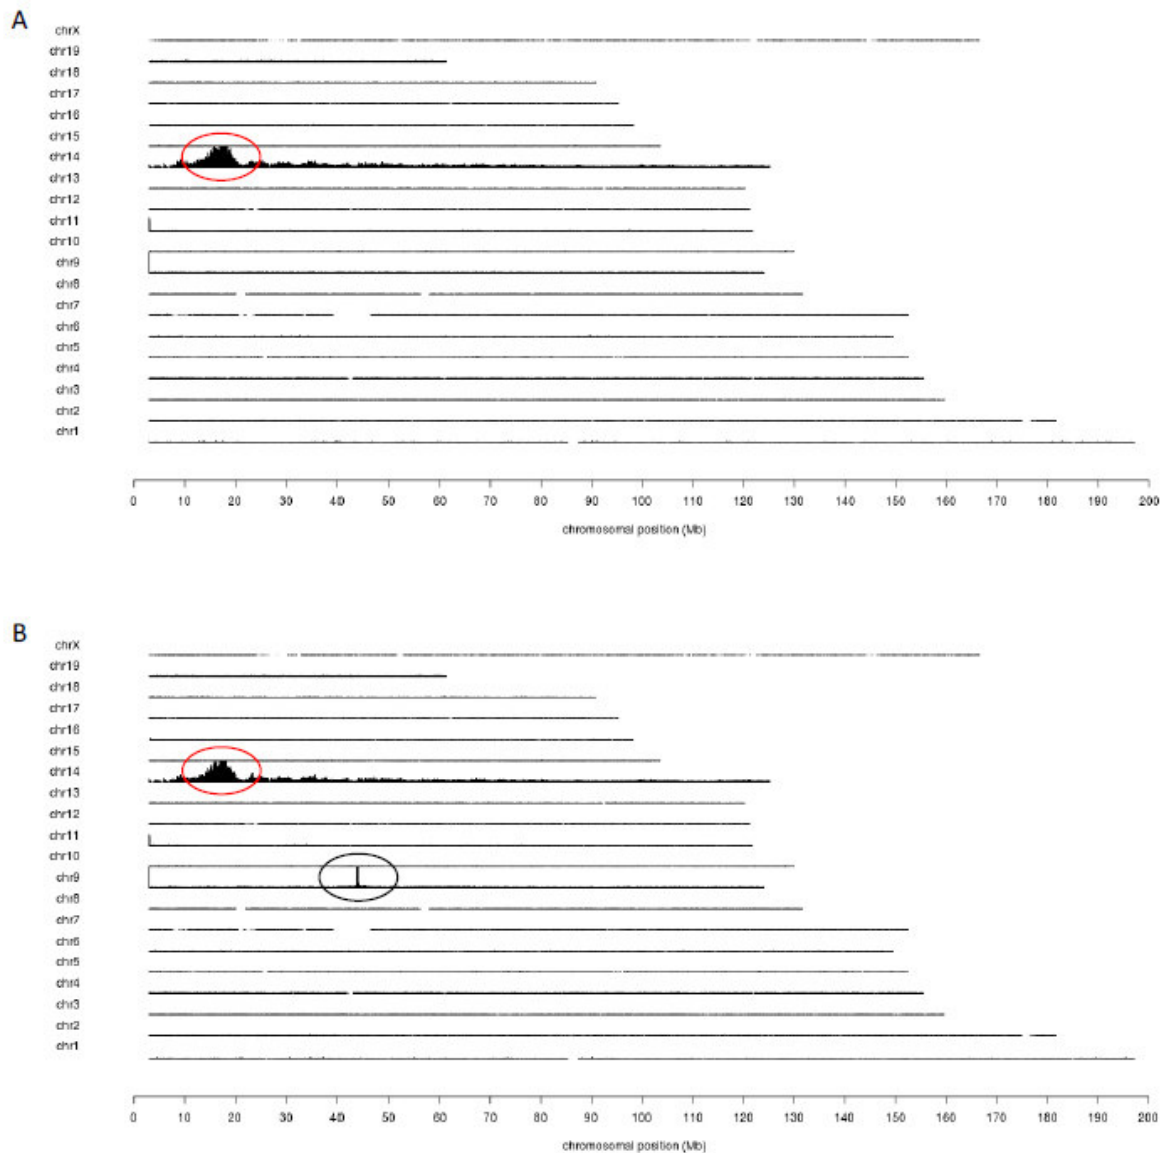 A
chrX
chr19
chr18
chr17
chr16
chr15
chr14
chr13
chr12
chr11
chr10
chr9
chr8
chr7
chr6
chr5
chr4
chr3
chr2
chr1
0 10 20 30 40 50 60 70 80 90 100 110 120 130 140 150 160 170 180 190 200
chromosomal position (Mb)
B
chrX
chr19
chr18
chr17
chr16
chr15
chr14
chr13
chr12
chr11
chr10
chr9
chr8
chr7
chr6
chr5
chr4
chr3
chr2
chr1
0 10 20 30 40 50 60 70 80 90 100 110 120 130 140 150 160 170 180 190 200
chromosomal position (Mb)